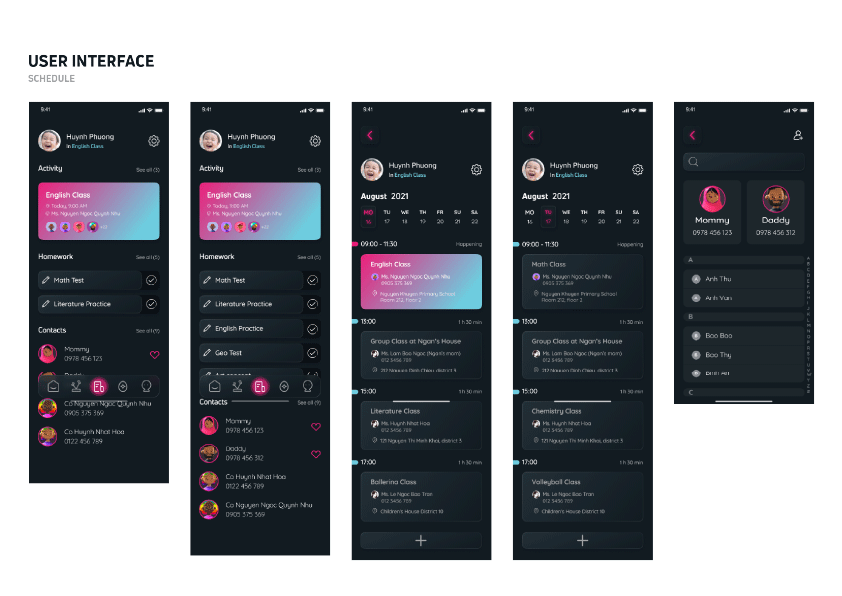 USER INTERFACE
SCHEDULE
9:41
Huynh Phuong
In English Class
Activity
See all (3)
English Class
Today, 9:00 AM
Ms. Nguyen Ngoc Quynh Nhu
Homework
See all (5)
Math Test
Literature Practice
Contacts
See all (9)
Mommy
0978 456 123
Co Nguyen Ngoc Quynh Nhu
0905 375 369
Co Huynh Nhat Hoa
0122 456 789
9:41
Huynh Phuong
In English Class
Activity
See all (3)
English Class
Today, 9:00 AM
Ms. Nguyen Ngoc Quynh Nhu
Homework
See all (5)
Math Test
Literature Practice
English Practice
Geo Test
Contacts
See all (9)
Mommy
0978 456 123
Daddy
0978 456 312
Co Huynh Nhat Hoa
0122 456 789
Co Nguyen Ngoc Quynh Nhu
0905 375 369
9:41
Huynh Phuong
In English Class
August 2021
MO TU WE TH FR SU SA
16 17 18 19 20 21 22
09:00 - 11:30
Happening
English Class
Ms. Nguyen Ngoc Quynh Nhu
0905 375 369
Nguyen Khuyen Primary School
Room 212, Floor 2
13:00
1 h 30 min
Group Class at Ngan's House
Ms. Lam Bao Ngoc (Ngan's mom)
012 3456 789
212 Nguyen Dinh Chieu, district 3
15:00
1 h 30 min
Literature Class
Ms. Huynh Nhat Hoa
012 3456 789
121 Nguyen Thi Minh Khai, district 3
17:00
1 h 30 min
Ballerina Class
Ms. Le Ngoc Bao Tran
012 3456 789
Children's House District 10
9:41
Huynh Phuong
In English Class
August 2021
MO TU WE TH FR SU SA
16 17 18 19 20 21 22
09:00 - 11:30
Happening
Math Class
Ms. Nguyen Ngoc Quynh Nhu
0905 375 369
Nguyen Khuyen Primary School
Room 212, Floor 2
13:00
1 h 30 min
Group Class at Ngan's House
Ms. Lam Bao Ngoc (Ngan's mom)
012 3456 789
212 Nguyen Dinh Chieu, district 3
15:00
1 h 30 min
Chemistry Class
Ms. Huynh Nhat Hoa
012 3456 789
121 Nguyen Thi Minh Khai, district 3
17:00
1 h 30 min
Volleyball Class
Ms. Le Ngoc Bao Tran
012 3456 789
Children's House District 10
9:41
Mommy
0978 456 123
Daddy
0978 456 312
A
Anh Thu
Anh Van
B
Bao Bao
Bao Thy
Binh An
C